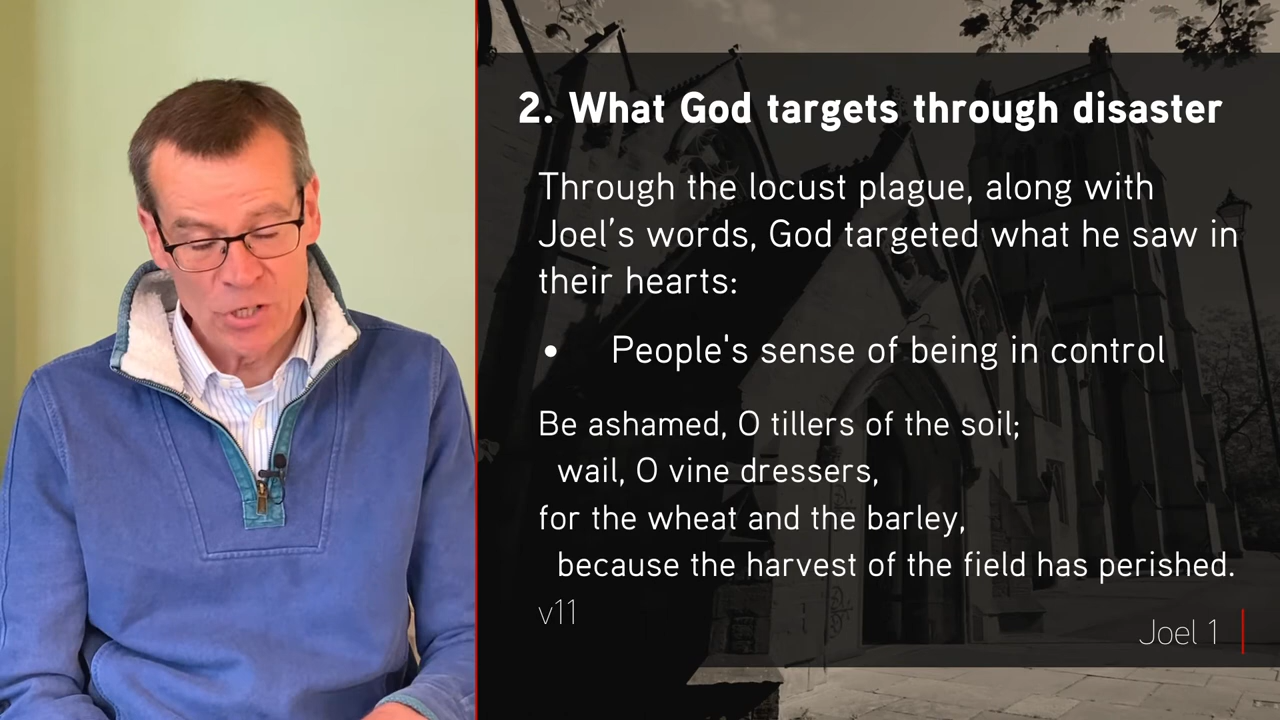 2. What God targets through disaster
Through the locust plague, along with
Joel’s words, God targeted what he saw in
their hearts:
• People's sense of being in control
Be ashamed, O tillers of the soil;
wail, O vine dressers,
for the wheat and the barley,
because the harvest of the field has perished.
v11
Joel 1